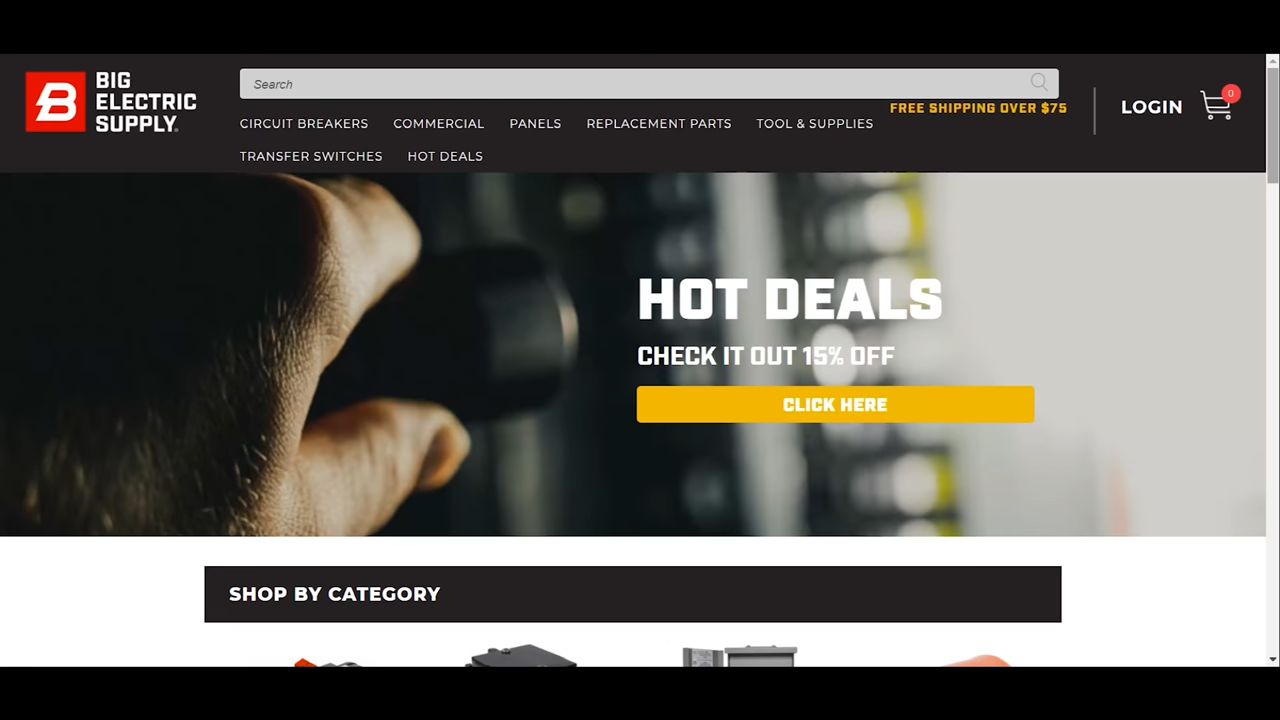 BIG
ELECTRIC
SUPPLY
Search
FREE SHIPPING OVER $75
LOGIN
0
CIRCUIT BREAKERS COMMERCIAL PANELS REPLACEMENT PARTS TOOL & SUPPLIES
TRANSFER SWITCHES HOT DEALS
HOT DEALS
CHECK IT OUT 15% OFF
CLICK HERE
SHOP BY CATEGORY